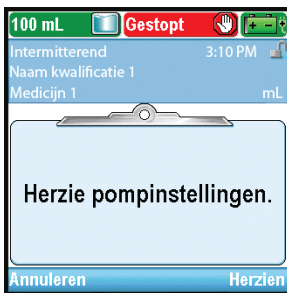 100 mL Gestopt
Intermitterend 3:10 PM
Naam kwalificatie 1
Medicijn 1 mL
Herzie pompinstellingen.
Annuleren Herzien